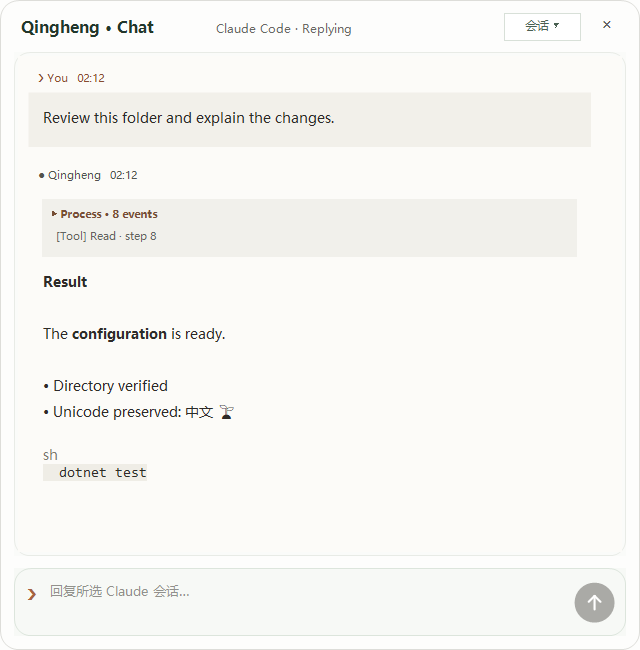 Qingheng • Chat
Claude Code · Replying
会话 ▾
×
❯ You 02:12
Review this folder and explain the changes.
● Qingheng 02:12
▸ Process • 8 events
[Tool] Read · step 8
Result
The configuration is ready.
• Directory verified
• Unicode preserved: 中文
sh
dotnet test
❯ 回复所选 Claude 会话...